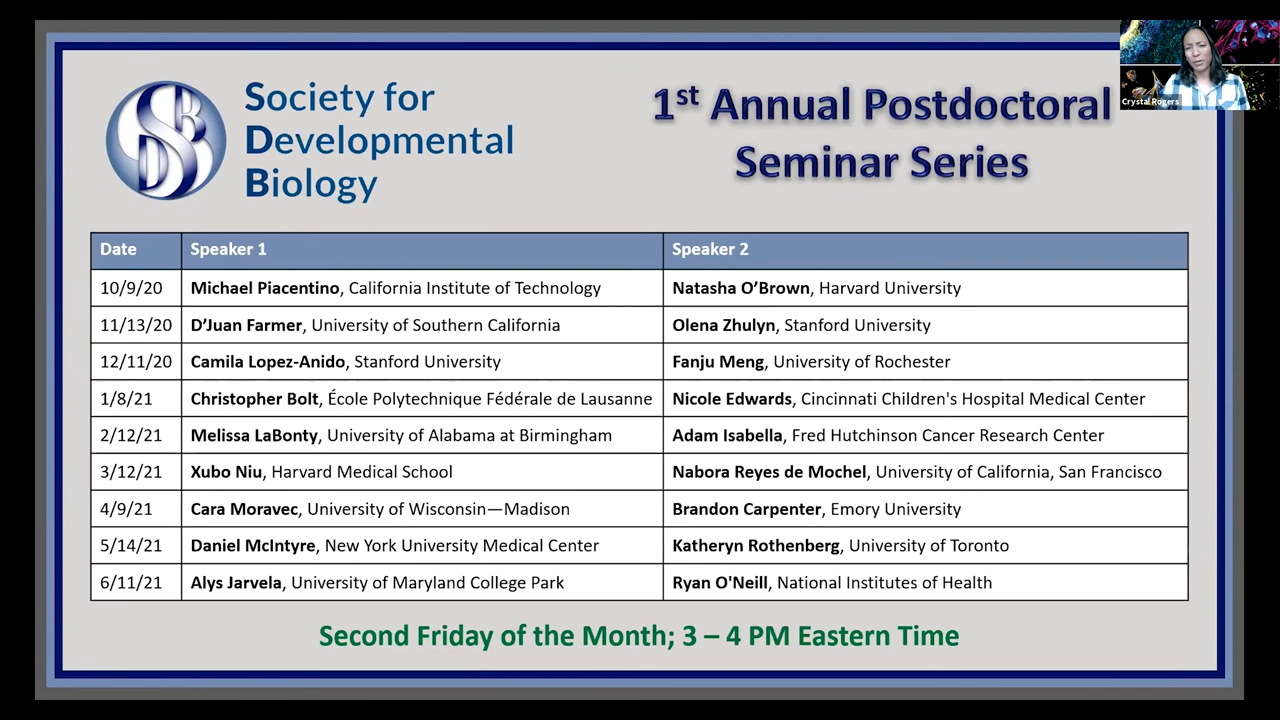 Society for
Developmental
Biology
1st Annual Postdoctoral
Seminar Series
Crystal Rogers
Date Speaker 1 Speaker 2
10/9/20 Michael Piacentino, California Institute of Technology Natasha O’Brown, Harvard University
11/13/20 D’Juan Farmer, University of Southern California Olena Zhulyn, Stanford University
12/11/20 Camila Lopez-Anido, Stanford University Fanju Meng, University of Rochester
1/8/21 Christopher Bolt, École Polytechnique Fédérale de Lausanne Nicole Edwards, Cincinnati Children's Hospital Medical Center
2/12/21 Melissa LaBonty, University of Alabama at Birmingham Adam Isabella, Fred Hutchinson Cancer Research Center
3/12/21 Xubo Niu, Harvard Medical School Nabora Reyes de Mochel, University of California, San Francisco
4/9/21 Cara Moravec, University of Wisconsin—Madison Brandon Carpenter, Emory University
5/14/21 Daniel McIntyre, New York University Medical Center Katheryn Rothenberg, University of Toronto
6/11/21 Alys Jarvela, University of Maryland College Park Ryan O'Neill, National Institutes of Health
Second Friday of the Month; 3 – 4 PM Eastern Time